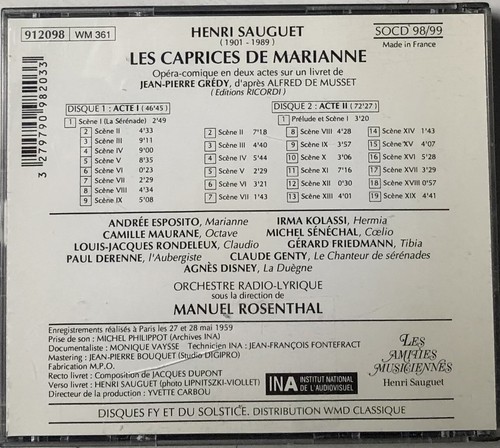 912098 WM 361
HENRI SAUGUET
(1901 - 1989)
SOCD 98/99
Made in France
LES CAPRICES DE MARIANNE
Opéra-comique en deux actes sur un livret de
JEAN-PIERRE GRÉDY, d'après ALFRED DE MUSSET
(Editions RICORDI)
3 279790 982033
DISQUE 1 : ACTE I (46'45)
1 Scène I (La Sérénade) 2'49
2 Scène II 4'33
3 Scène III 9'11
4 Scène IV 9'00
5 Scène V 8'35
6 Scène VI 0'23
7 Scène VII 2'29
8 Scène VIII 4'34
9 Scène IX 5'08
DISQUE 2 : ACTE II (72'27)
1 Prélude et Scène I 3'20
2 Scène II 7'18
3 Scène III 4'40
4 Scène IV 5'44
5 Scène V 2'29
6 Scène VI 3'21
7 Scène VII 2'47
8 Scène VIII 4'28
9 Scène IX 3'57
10 Scène X 3'06
11 Scène XI 7'16
12 Scène XII 0'30
13 Scène XIII 4'08
14 Scène XIV 1'43
15 Scène XV 4'07
16 Scène XVI 5'28
17 Scène XVII 3'29
18 Scène XVIII 0'57
19 Scène XIX 4'41
ANDRÉE ESPOSITO, Marianne IRMA KOLASSI, Hermia
CAMILLE MAURANE, Octave MICHEL SÉNÉCHAL, Cœlio
LOUIS-JACQUES RONDELEUX, Claudio GÉRARD FRIEDMANN, Tibia
PAUL DERENNE, l'Aubergiste CLAUDE GENTY, Le Chanteur de sérénades
AGNÈS DISNEY, La Duègne
ORCHESTRE RADIO-LYRIQUE
sous la direction de
MANUEL ROSENTHAL
Enregistrements réalisés à Paris les 27 et 28 mai 1959
Prise de son : MICHEL PHILIPPOT (Archives INA)
Documentaliste : MONIQUE VAYSSE Technicien INA : JEAN-FRANÇOIS FONTEFRACT
Mastering : JEAN-PIERRE BOUQUET (Studio DIGIPRO)
Fabrication M.P.O.
Recto livret : Composition de JACQUES DUPONT
Verso livret : HENRI SAUGUET (photo LIPNITSKI-VIOLLET)
Directeur de la production : YVETTE CARBOU
INA INSTITUT NATIONAL DE L'AUDIOVISUEL
LES
AMITIES
MUSICIENNES
Henri Sauguet
DISQUES FY ET DU SOLSTICE. DISTRIBUTION WMD CLASSIQUE